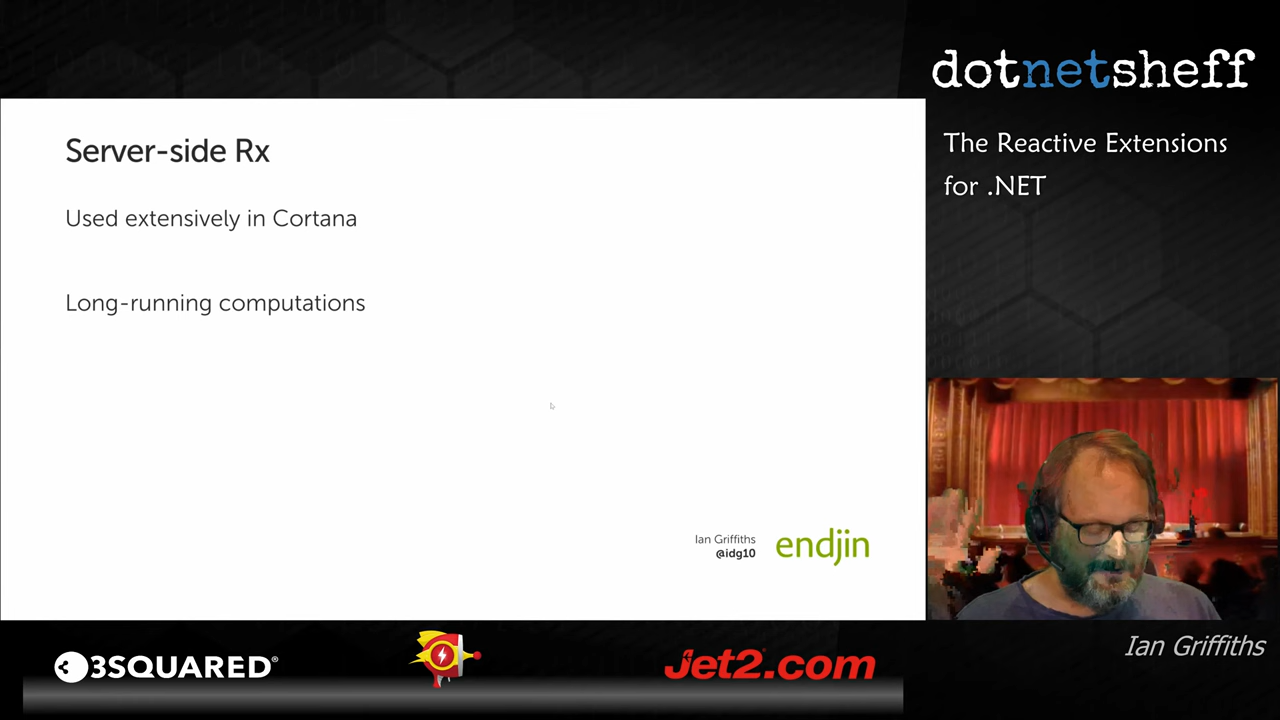 dotnetsheff
The Reactive Extensions
for .NET
Server-side Rx
Used extensively in Cortana
Long-running computations
Ian Griffiths
@idg10
endjin
Ian Griffiths
3SQUARED®
Jet2.com